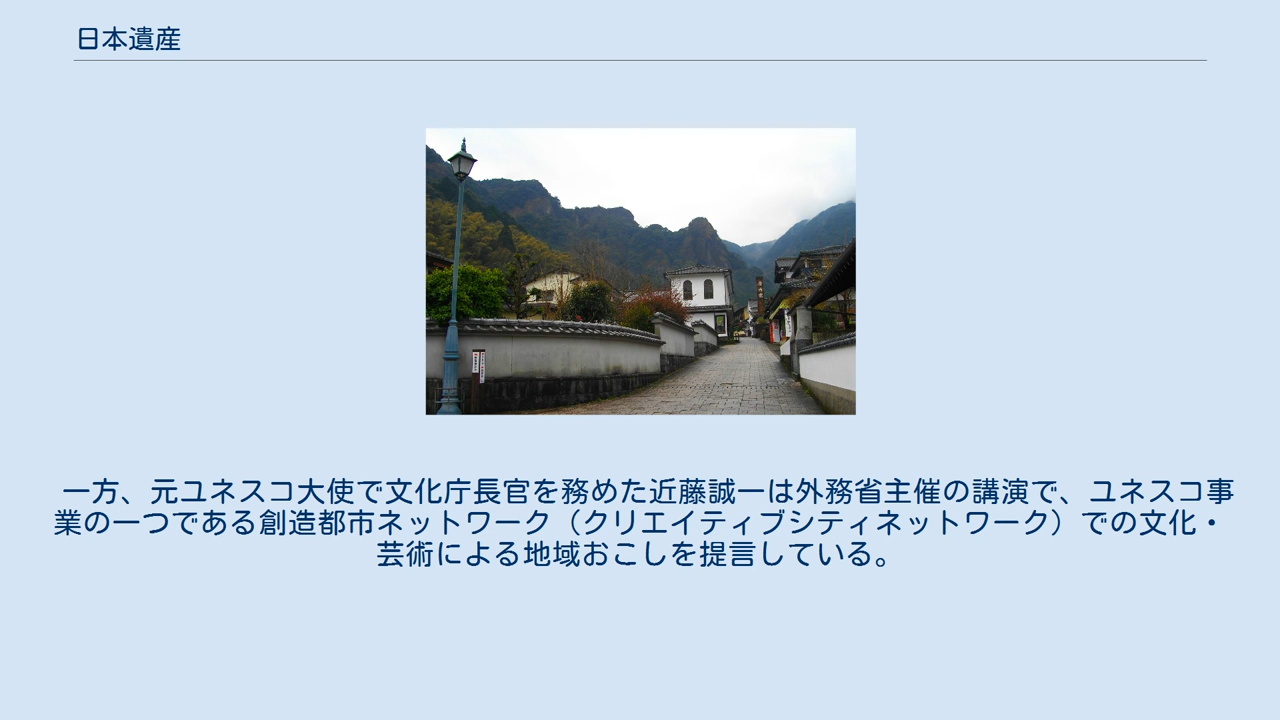 日本遺産
一方、元ユネスコ大使で文化庁長官を務めた近藤誠一は外務省主催の講演で、ユネスコ事
業の一つである創造都市ネットワーク（クリエイティブシティネットワーク）での文化・
芸術による地域おこしを提言している。